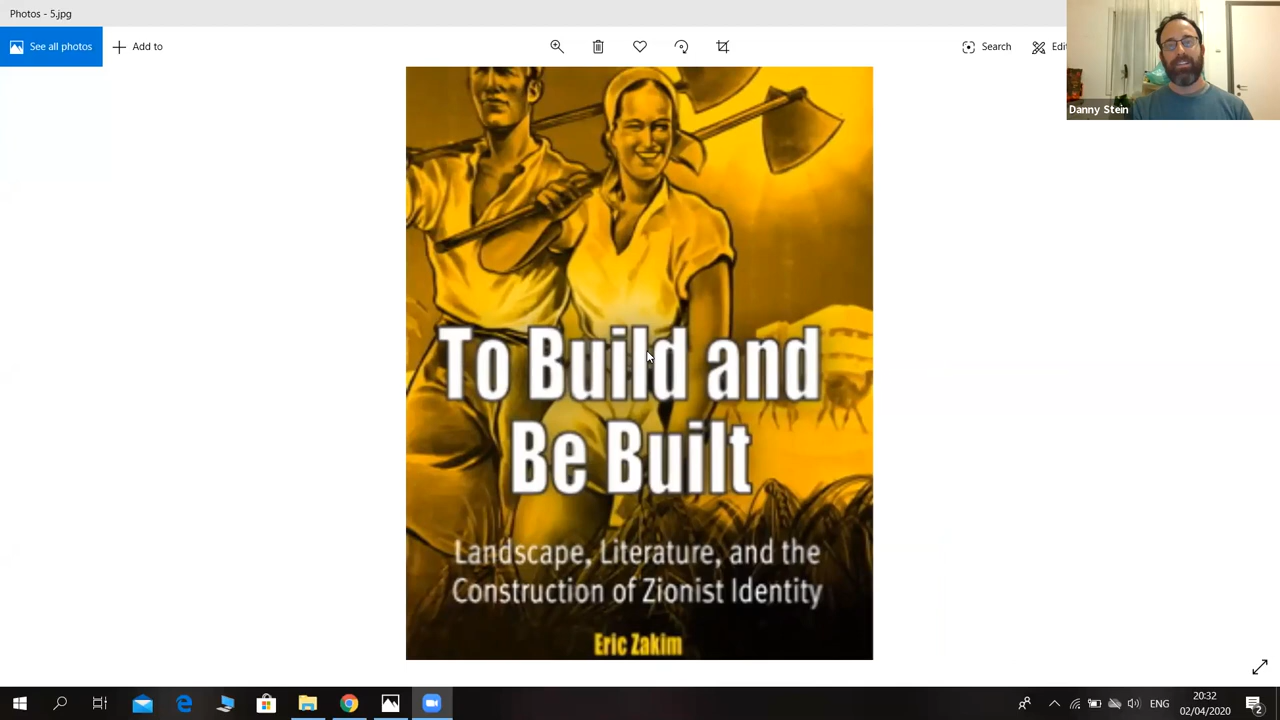 Photos - 5.jpg
See all photos
Add to
Search
Edi
Danny Stein
To Build and
Be Built
Landscape, Literature, and the
Construction of Zionist Identity
Eric Zakim
ENG
20:32
02/04/2020
2